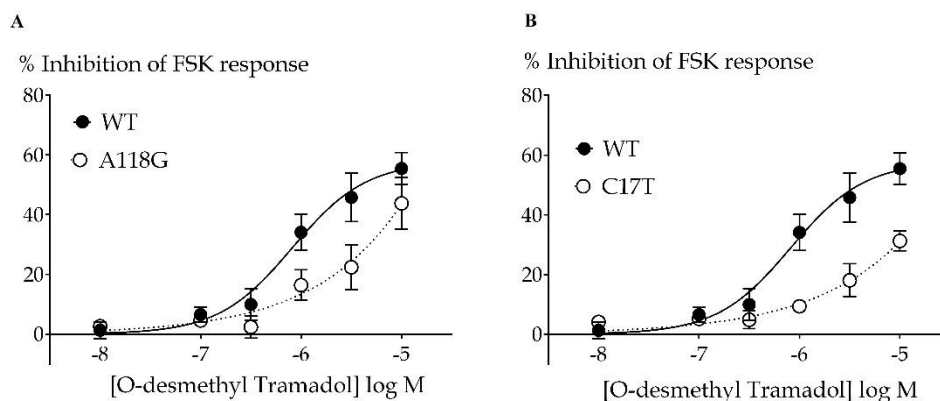 A
% Inhibition of FSK response
80
60
40
20
0
WT
A118G
-8
-7
-6
-5
[O-desmethyl Tramadol] log M
B
% Inhibition of FSK response
80
60
40
20
0
WT
C17T
-8
-7
-6
-5
[O-desmethyl Tramadol] log M